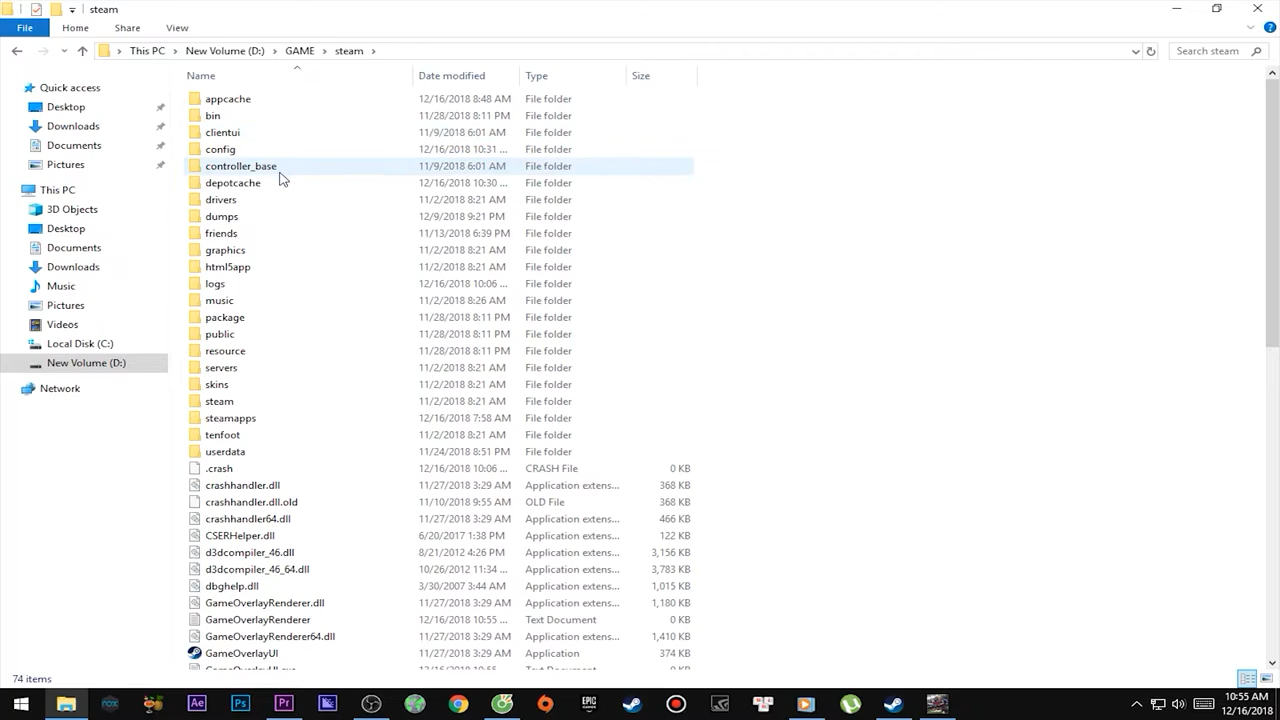 steam
File Home Share View
This PC New Volume (D:) GAME steam Search steam
Name Date modified Type Size
Quick access
Desktop
Downloads
Documents
Pictures
This PC
3D Objects
Desktop
Documents
Downloads
Music
Pictures
Videos
Local Disk (C:)
New Volume (D:)
Network
appcache 12/16/2018 8:48 AM File folder
bin 11/28/2018 8:11 PM File folder
clientui 11/9/2018 6:01 AM File folder
config 12/16/2018 10:31 ... File folder
controller_base 11/9/2018 6:01 AM File folder
depotcache 12/16/2018 10:30 ... File folder
drivers 11/2/2018 8:21 AM File folder
dumps 12/9/2018 9:21 PM File folder
friends 11/13/2018 6:39 PM File folder
graphics 11/2/2018 8:21 AM File folder
html5app 11/2/2018 8:21 AM File folder
logs 12/16/2018 10:06 ... File folder
music 11/2/2018 8:26 AM File folder
package 11/28/2018 8:11 PM File folder
public 11/28/2018 8:11 PM File folder
resource 11/28/2018 8:11 PM File folder
servers 11/2/2018 8:21 AM File folder
skins 11/2/2018 8:21 AM File folder
steam 11/2/2018 8:21 AM File folder
steamapps 12/16/2018 7:58 AM File folder
tenfoot 11/2/2018 8:21 AM File folder
userdata 11/24/2018 8:51 PM File folder
.crash 12/16/2018 10:06 ... CRASH File 0 KB
crashhandler.dll 11/27/2018 3:29 AM Application extens... 368 KB
crashhandler.dll.old 11/10/2018 9:55 AM OLD File 368 KB
crashhandler64.dll 11/27/2018 3:29 AM Application extens... 466 KB
CSERHelper.dll 6/20/2017 1:38 PM Application extens... 122 KB
d3dcompiler_46.dll 8/21/2012 4:26 PM Application extens... 3,156 KB
d3dcompiler_46_64.dll 10/26/2012 11:34 ... Application extens... 3,783 KB
dbghelp.dll 3/30/2007 3:44 AM Application extens... 1,015 KB
GameOverlayRenderer.dll 11/27/2018 3:29 AM Application extens... 1,180 KB
GameOverlayRenderer 12/16/2018 10:55 ... Text Document 0 KB
GameOverlayRenderer64.dll 11/27/2018 3:29 AM Application extens... 1,410 KB
GameOverlayUI 11/27/2018 3:29 AM Application 374 KB
74 items
nox Ae Ps Pr EPIC GAMES
10:55 AM
12/16/2018